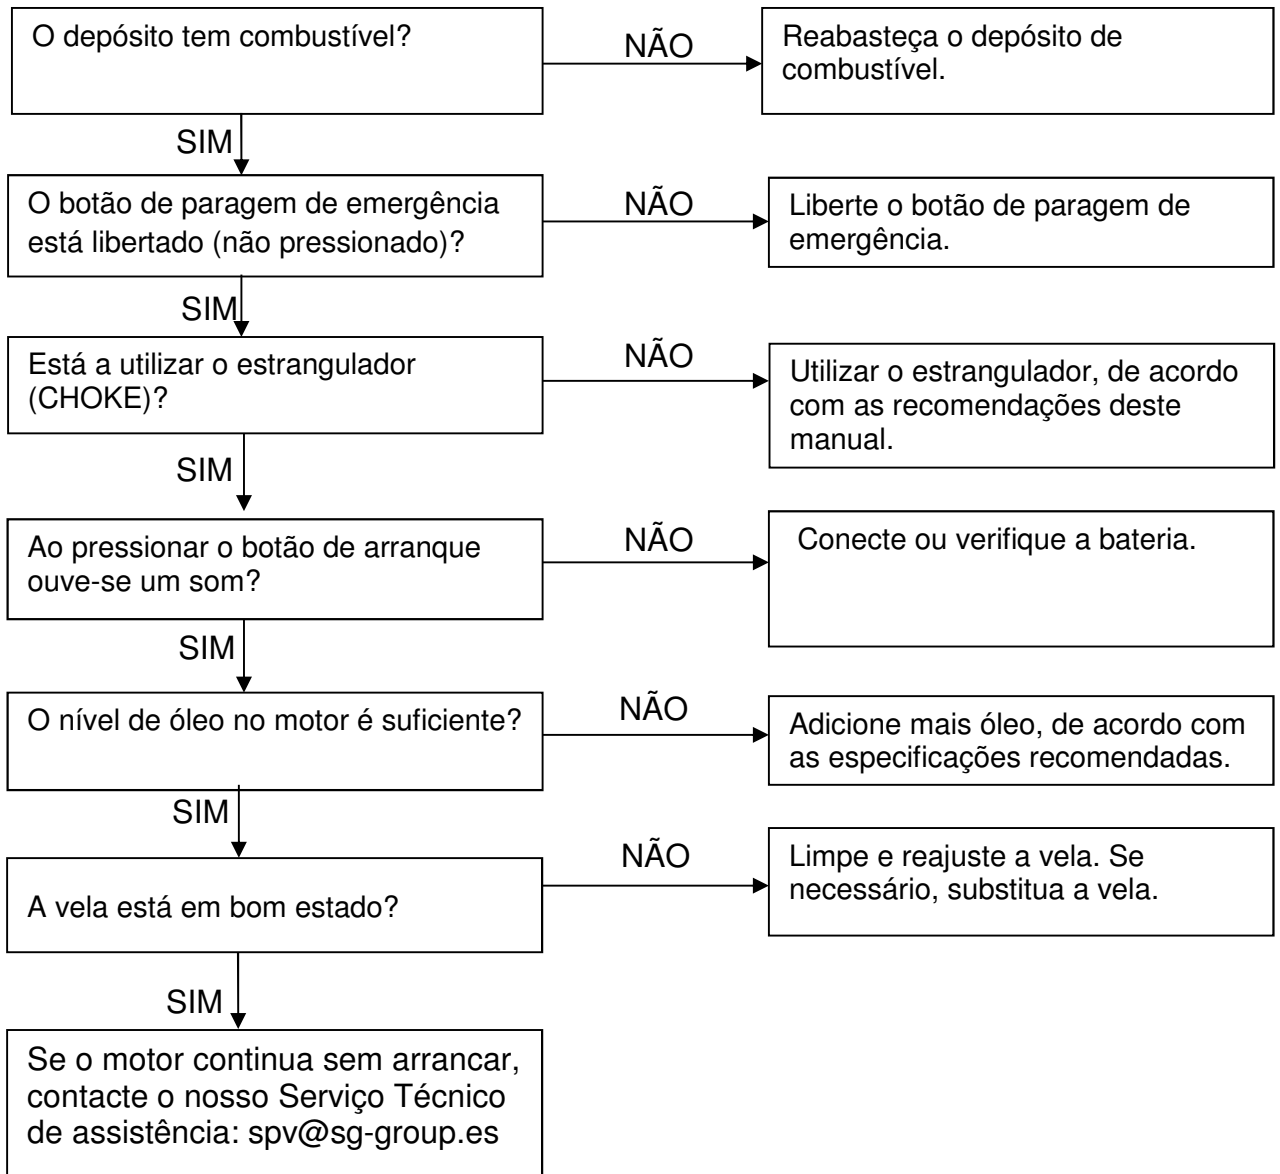 O depósito tem combustível?
NÃO
Reabasteça o depósito de
combustível.
SIM
O botão de paragem de emergência
está libertado (não pressionado)?
NÃO
Liberte o botão de paragem de
emergência.
SIM
Está a utilizar o estrangulador
(CHOKE)?
NÃO
Utilizar o estrangulador, de acordo
com as recomendações deste
manual.
SIM
Ao pressionar o botão de arranque
ouve-se um som?
NÃO
Conecte ou verifique a bateria.
SIM
O nível de óleo no motor é suficiente?
NÃO
Adicione mais óleo, de acordo com
as especificações recomendadas.
SIM
A vela está em bom estado?
NÃO
Limpe e reajuste a vela. Se
necessário, substitua a vela.
SIM
Se o motor continua sem arrancar,
contacte o nosso Serviço Técnico
de assistência: spv@sg-group.es